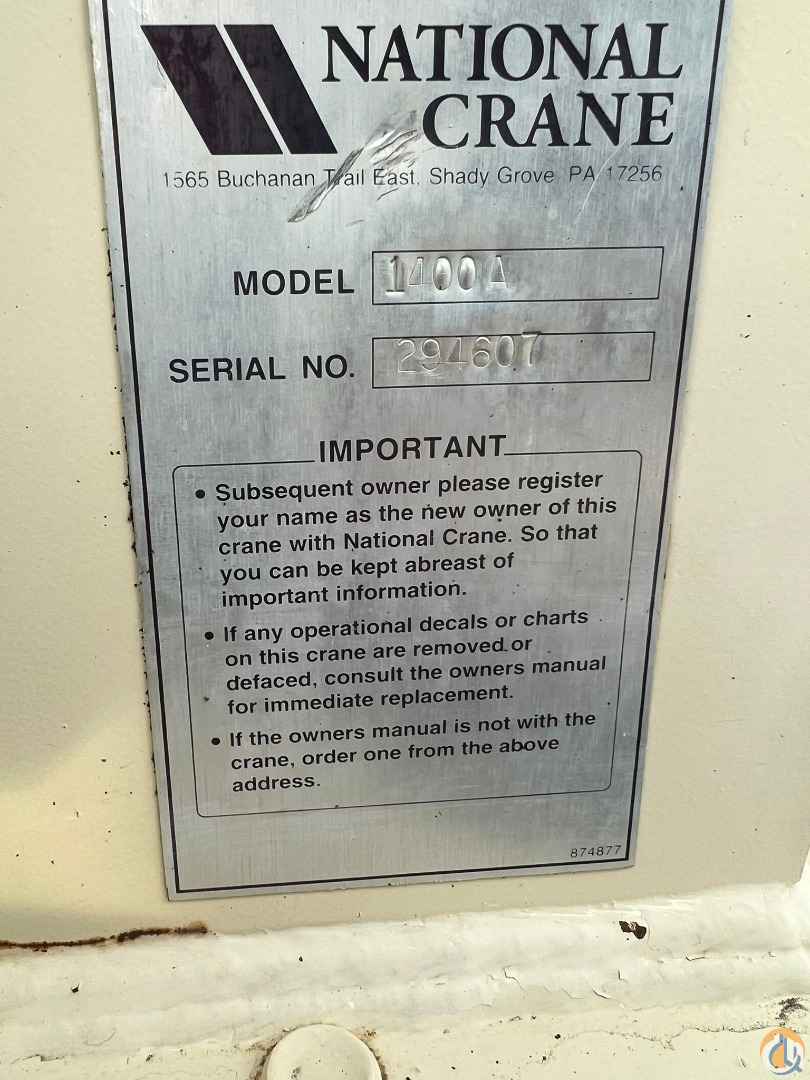 NATIONAL
CRANE
1565 Buchanan Trail East, Shady Grove PA 17256
MODEL 1400A
SERIAL NO. 294607
IMPORTANT
• Subsequent owner please register
your name as the new owner of this
crane with National Crane. So that
you can be kept abreast of
important information.
• If any operational decals or charts
on this crane are removed or
defaced, consult the owners manual
for immediate replacement.
• If the owners manual is not with the
crane, order one from the above
address.
874877